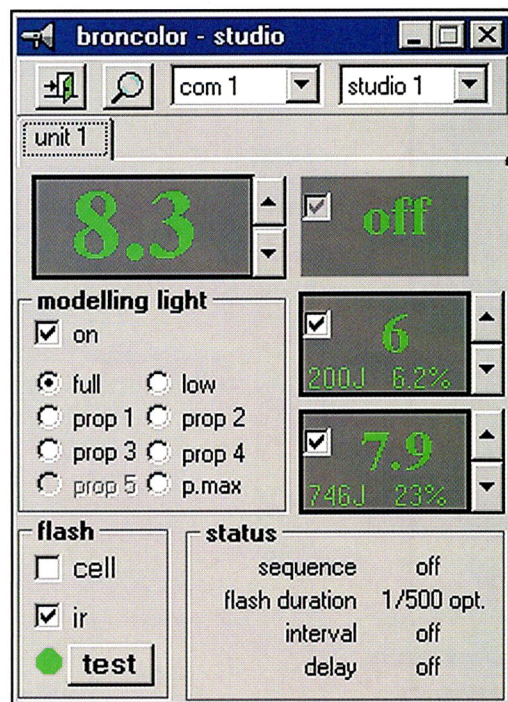 broncolor - studio
com 1 studio 1
unit 1
8.3 off
modelling light
on
full low
prop 1 prop 2
prop 3 prop 4
prop 5 p.max
6
200J 6.2%
7.9
746J 23%
flash
cell
ir
test
status
sequence off
flash duration 1/500 opt.
interval off
delay off